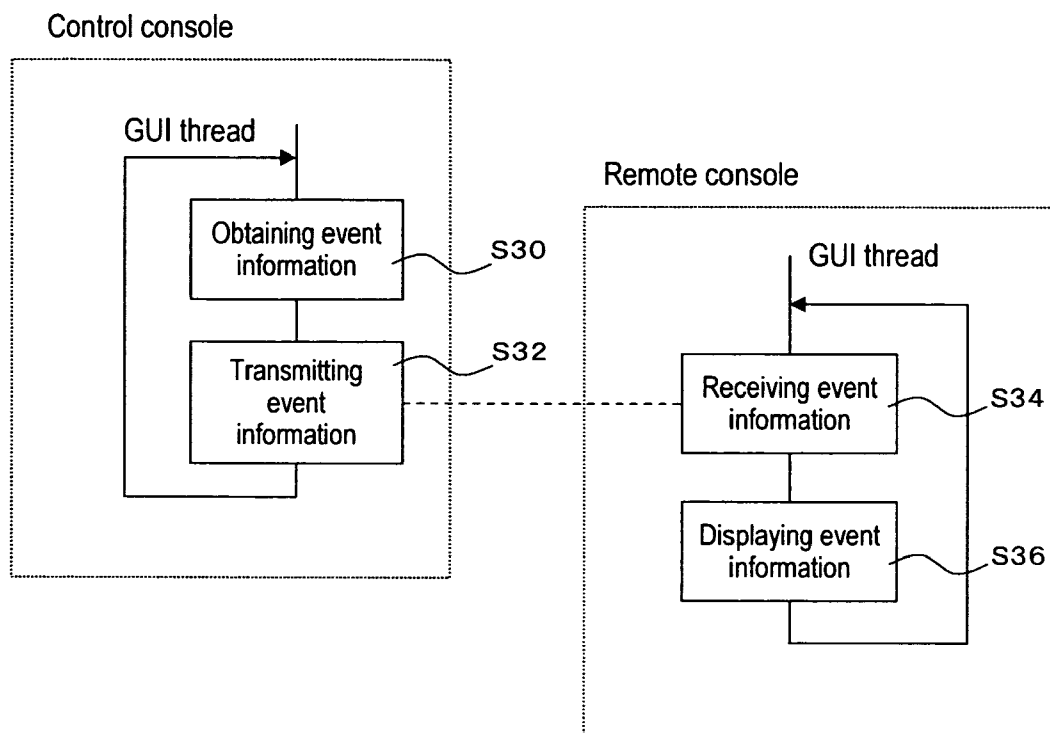 Control console
GUI thread
Obtaining event
information
S30
Transmitting
event
information
S32
Remote console
GUI thread
Receiving event
information
S34
Displaying event
information
S36